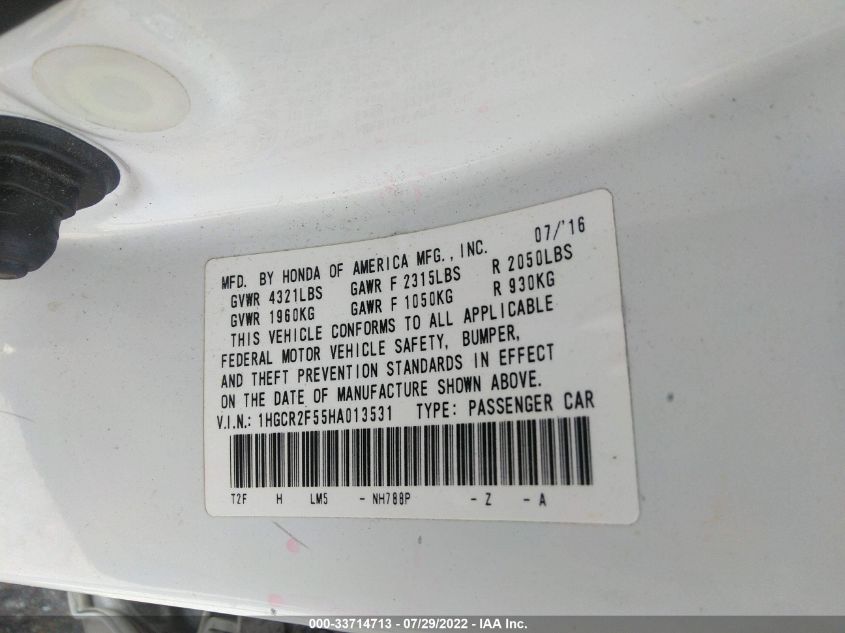 MFD. BY HONDA OF AMERICA MFG., INC. 07/'16
GVWR 4321LBS GAWR F 2315LBS R 2050LBS
GVWR 1960KG GAWR F 1050KG R 930KG
THIS VEHICLE CONFORMS TO ALL APPLICABLE
FEDERAL MOTOR VEHICLE SAFETY, BUMPER,
AND THEFT PREVENTION STANDARDS IN EFFECT
ON THE DATE OF MANUFACTURE SHOWN ABOVE.
V.I.N.: 1HGCR2F55HA013531 TYPE: PASSENGER CAR
T2F H LM5 - NH788P - Z - A
000-33714713 - 07/29/2022 - IAA Inc.